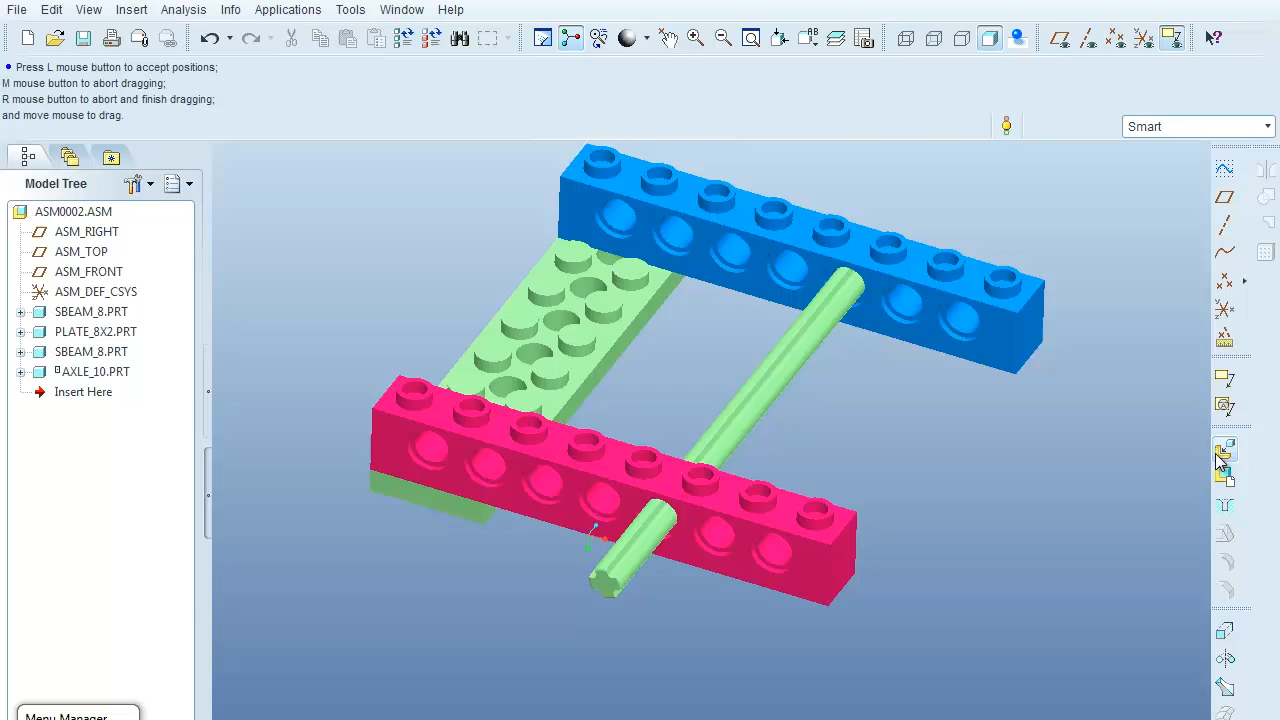 File Edit View Insert Analysis Info Applications Tools Window Help
Press L mouse button to accept positions;
M mouse button to abort dragging;
R mouse button to abort and finish dragging;
and move mouse to drag.
Smart
Model Tree
ASM0002.ASM
ASM_RIGHT
ASM_TOP
ASM_FRONT
ASM_DEF_CSYS
SBEAM_8.PRT
PLATE_8X2.PRT
SBEAM_8.PRT
AXLE_10.PRT
Insert Here
Menu Manager